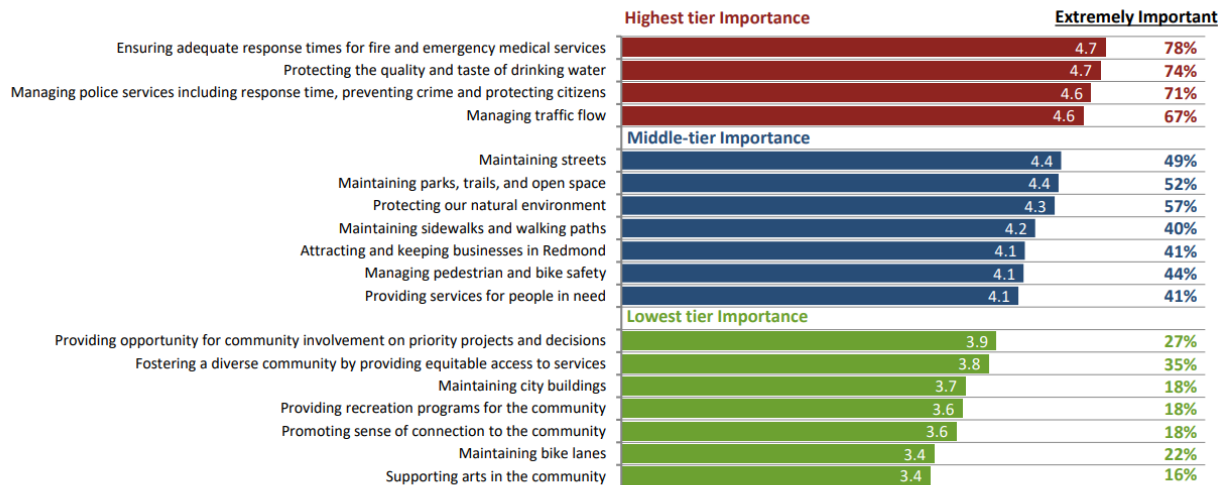 Highest tier Importance Extremely Important
Ensuring adequate response times for fire and emergency medical services 4.7 78%
Protecting the quality and taste of drinking water 4.7 74%
Managing police services including response time, preventing crime and protecting citizens 4.6 71%
Managing traffic flow 4.6 67%
Middle-tier Importance
Maintaining streets 4.4 49%
Maintaining parks, trails, and open space 4.4 52%
Protecting our natural environment 4.3 57%
Maintaining sidewalks and walking paths 4.2 40%
Attracting and keeping businesses in Redmond 4.1 41%
Managing pedestrian and bike safety 4.1 44%
Providing services for people in need 4.1 41%
Lowest tier Importance
Providing opportunity for community involvement on priority projects and decisions 3.9 27%
Fostering a diverse community by providing equitable access to services 3.8 35%
Maintaining city buildings 3.7 18%
Providing recreation programs for the community 3.6 18%
Promoting sense of connection to the community 3.6 18%
Maintaining bike lanes 3.4 22%
Supporting arts in the community 3.4 16%